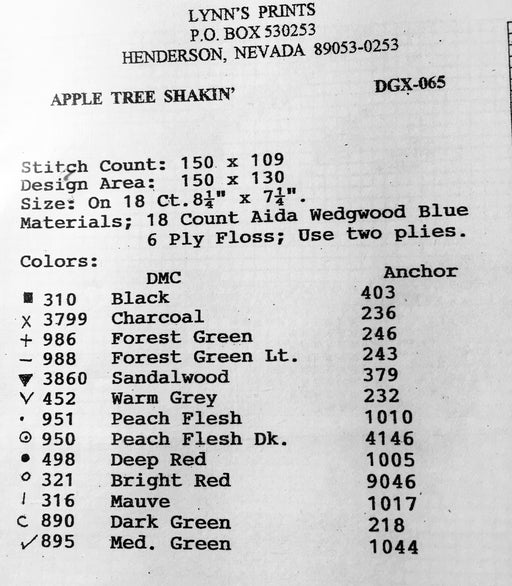 LYNN'S PRINTS
P.O. BOX 530253
HENDERSON, NEVADA 89053-0253
APPLE TREE SHAKIN' DGX-065
Stitch Count: 150 x 109
Design Area: 150 x 130
Size: On 18 Ct.8¼" x 7¼".
Materials; 18 Count Aida Wedgwood Blue
6 Ply Floss; Use two plies.
Colors:
DMC Anchor
■ 310 Black 403
X 3799 Charcoal 236
+ 986 Forest Green 246
− 988 Forest Green Lt. 243
▼ 3860 Sandalwood 379
V 452 Warm Grey 232
· 951 Peach Flesh 1010
⊙ 950 Peach Flesh Dk. 4146
● 498 Deep Red 1005
○ 321 Bright Red 9046
/ 316 Mauve 1017
C 890 Dark Green 218
✓ 895 Med. Green 1044